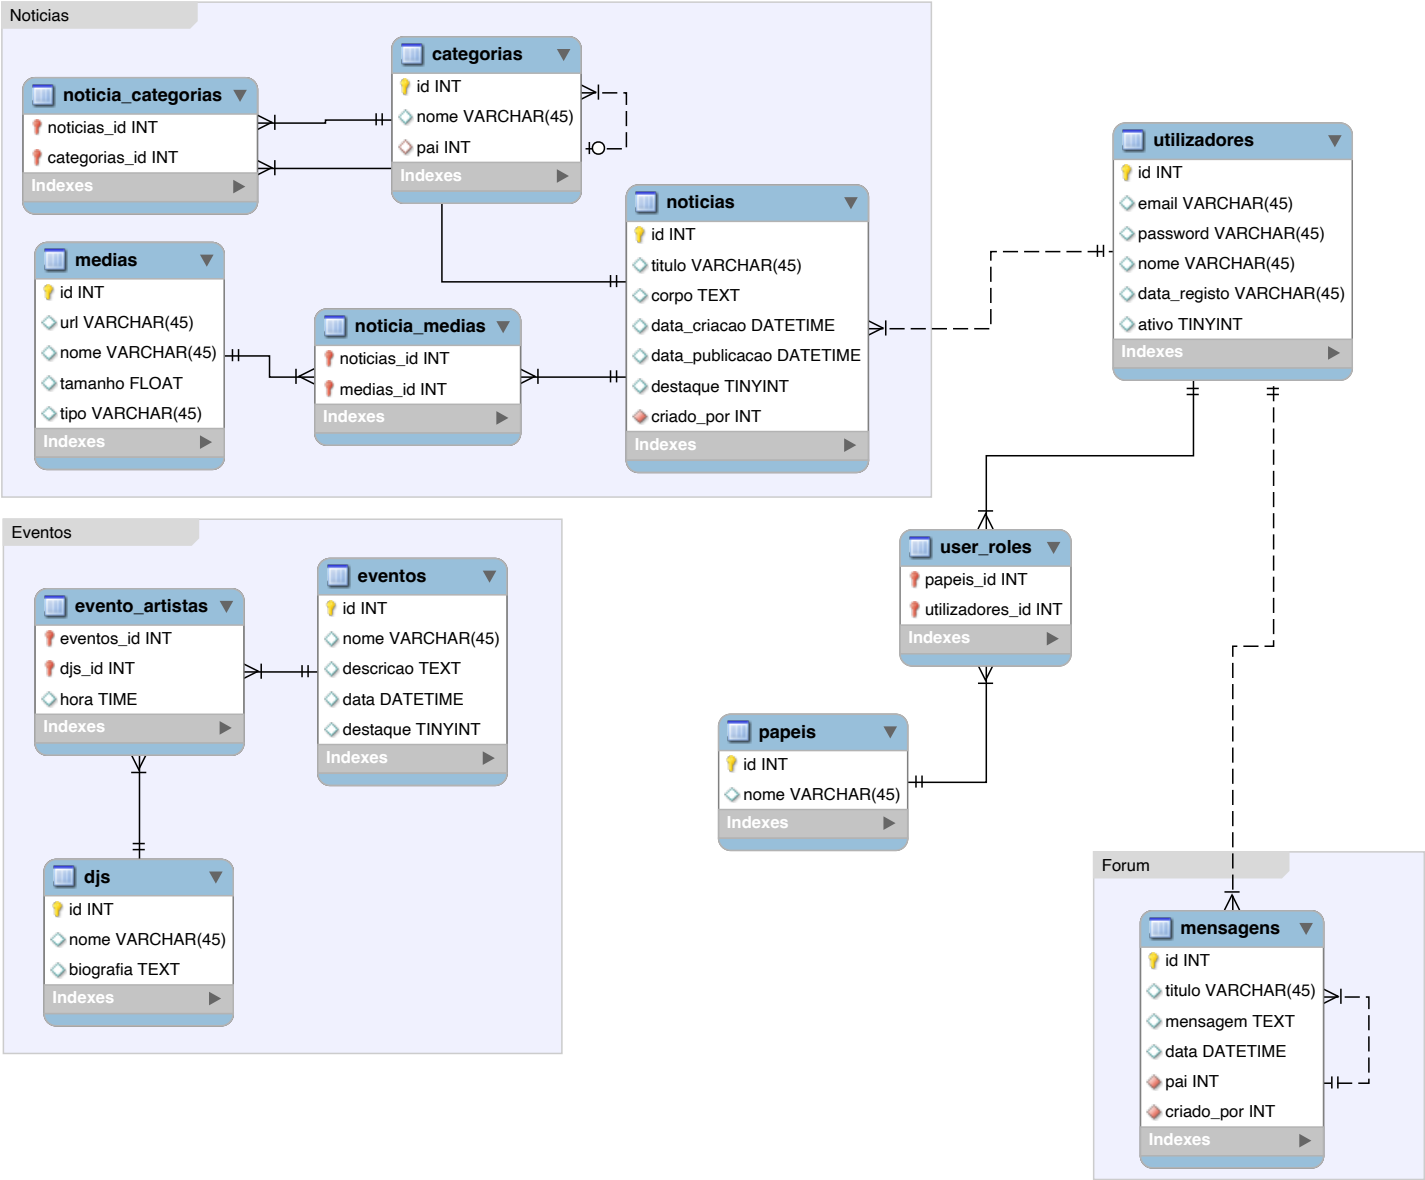 Noticias
categorias
id INT
nome VARCHAR(45)
pai INT
Indexes
noticia_categorias
noticias_id INT
categorias_id INT
Indexes
noticias
id INT
titulo VARCHAR(45)
corpo TEXT
data_criacao DATETIME
data_publicacao DATETIME
destaque TINYINT
criado_por INT
Indexes
medias
id INT
url VARCHAR(45)
nome VARCHAR(45)
tamanho FLOAT
tipo VARCHAR(45)
Indexes
noticia_medias
noticias_id INT
medias_id INT
Indexes
utilizadores
id INT
email VARCHAR(45)
password VARCHAR(45)
nome VARCHAR(45)
data_registo VARCHAR(45)
ativo TINYINT
Indexes
Eventos
evento_artistas
eventos_id INT
djs_id INT
hora TIME
Indexes
eventos
id INT
nome VARCHAR(45)
descricao TEXT
data DATETIME
destaque TINYINT
Indexes
djs
id INT
nome VARCHAR(45)
biografia TEXT
Indexes
user_roles
papeis_id INT
utilizadores_id INT
Indexes
papeis
id INT
nome VARCHAR(45)
Indexes
Forum
mensagens
id INT
titulo VARCHAR(45)
mensagem TEXT
data DATETIME
pai INT
criado_por INT
Indexes